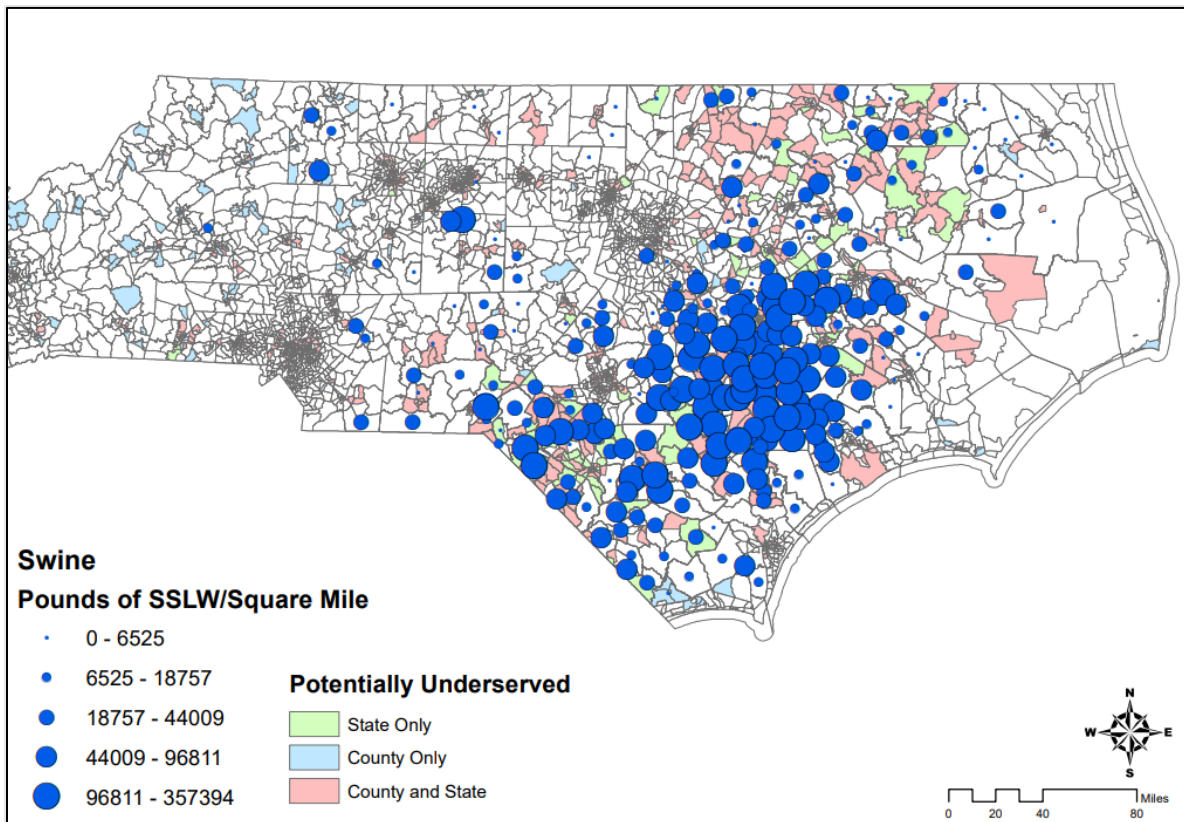 Swine
Pounds of SSLW/Square Mile
0 - 6525
6525 - 18757
18757 - 44009
44009 - 96811
96811 - 357394
Potentially Underserved
State Only
County Only
County and State
N
W E
S
Miles
0 20 40 80